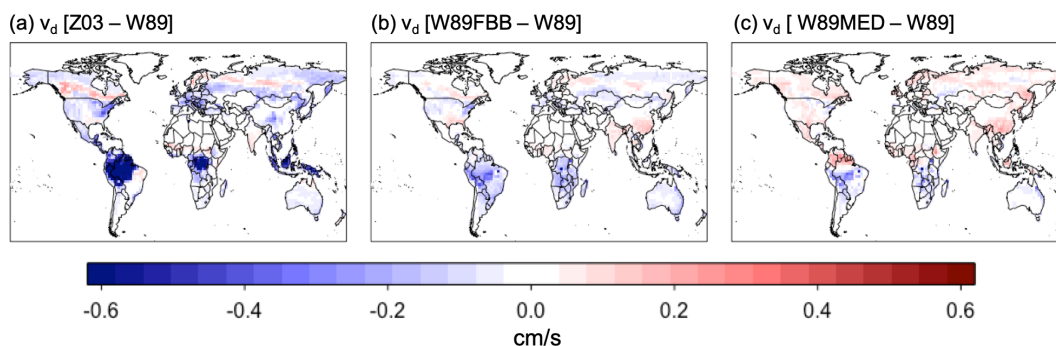 (a) vd [Z03 – W89]
(b) vd [W89FBB – W89]
(c) vd [ W89MED – W89]
-0.6 -0.4 -0.2 0.0 0.2 0.4 0.6
cm/s